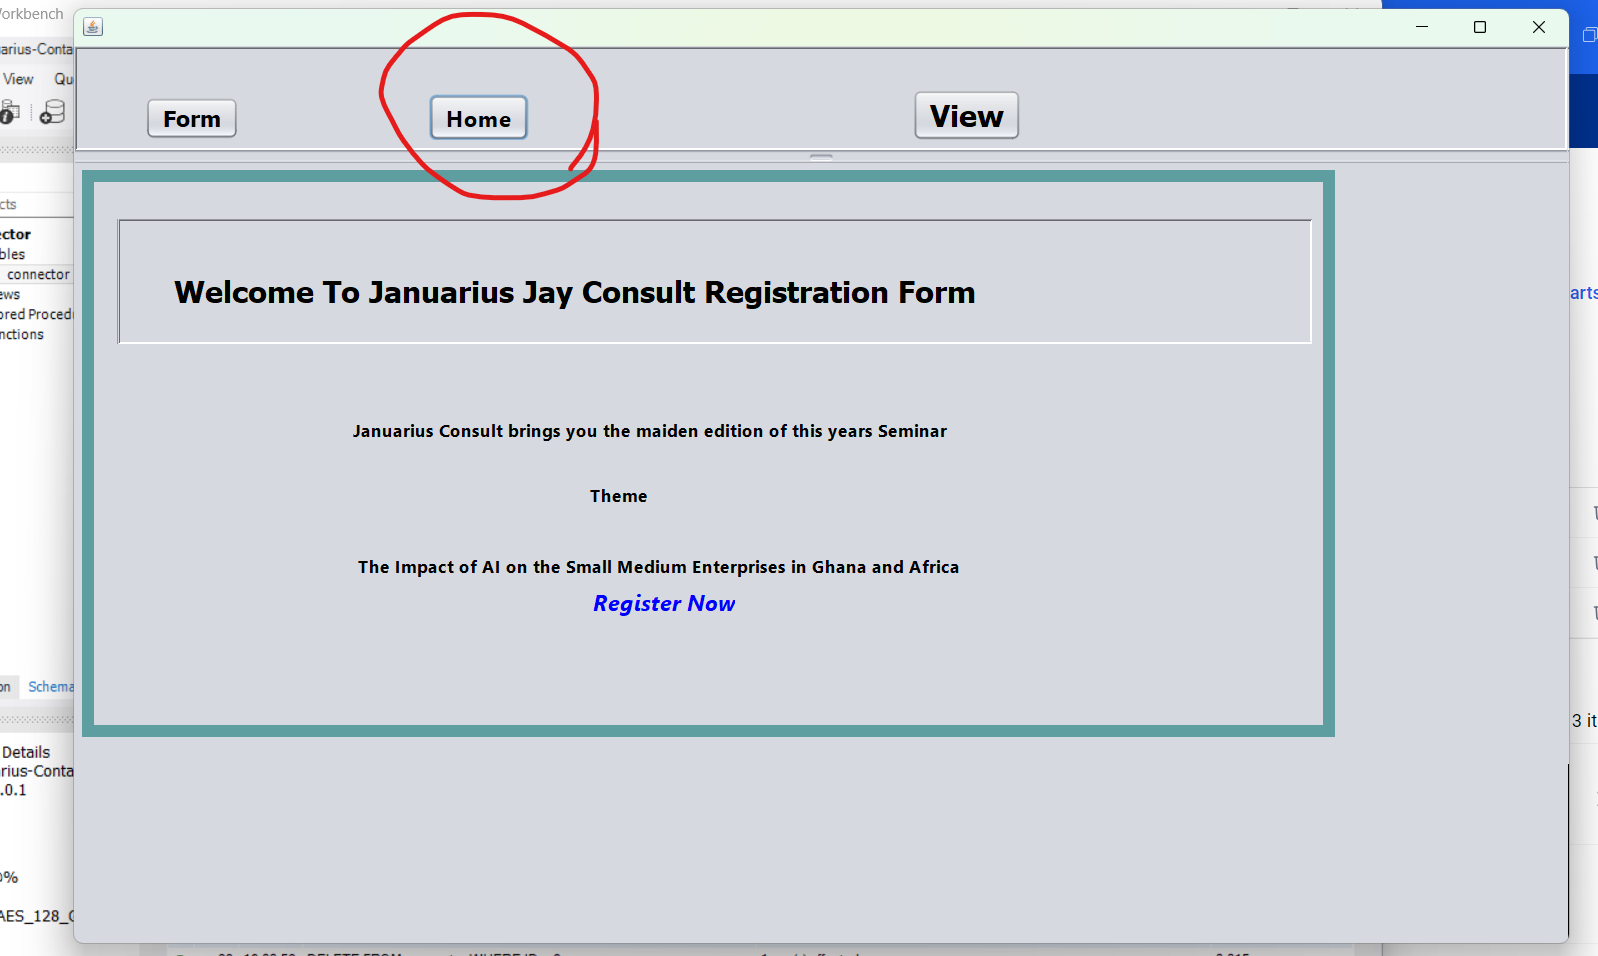 orkbench
arius-Conta
View Qu
Form Home View
cts
ector
bles
connector
ews
ored Proced
nctions
Welcome To Januarius Jay Consult Registration Form
Januarius Consult brings you the maiden edition of this years Seminar
Theme
The Impact of AI on the Small Medium Enterprises in Ghana and Africa
Register Now
on Schema
Details
rius-Conta
.0.1
0%
AES_128_G
arts
3 it